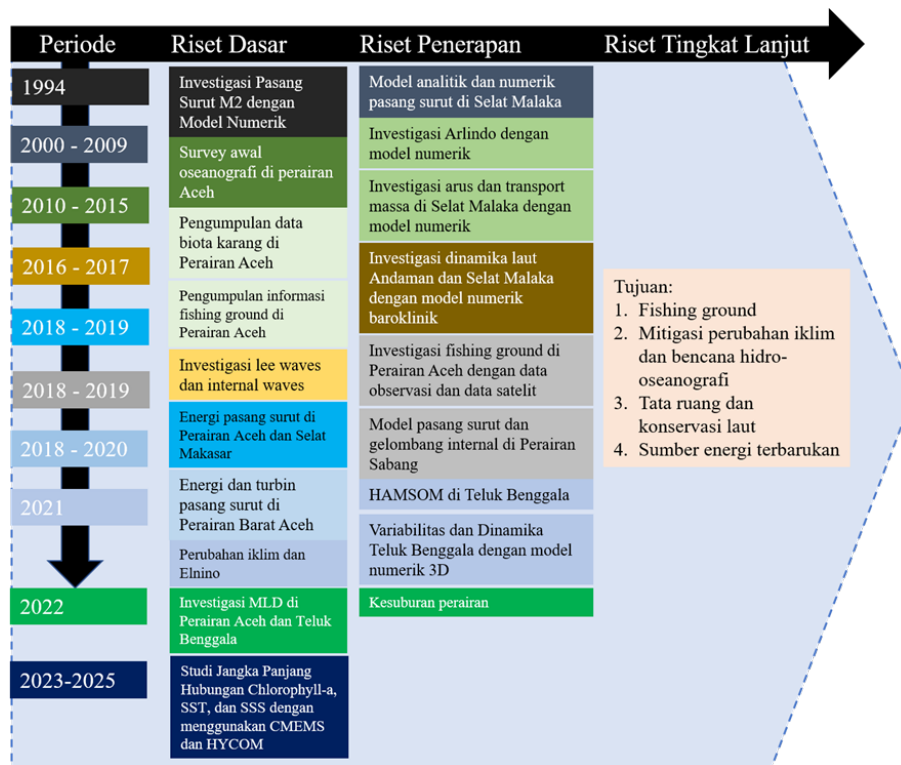 Periode
Riset Dasar
Riset Penerapan
Riset Tingkat Lanjut
1994
2000 - 2009
2010 - 2015
2016 - 2017
2018 - 2019
2018 - 2019
2018 - 2020
2021
2022
2023-2025
Investigasi Pasang
Surut M2 dengan
Model Numerik
Survey awal
oseanografi di perairan
Aceh
Pengumpulan data
biota karang di
Perairan Aceh
Pengumpulan informasi
fishing ground di
Perairan Aceh
Investigasi lee waves
dan internal waves
Energi pasang surut di
Perairan Aceh dan Selat
Makasar
Energi dan turbin
pasang surut di
Perairan Barat Aceh
Perubahan iklim dan
Elnino
Investigasi MLD di
Perairan Aceh dan Teluk
Benggala
Studi Jangka Panjang
Hubungan Chlorophyll-a,
SST, dan SSS dengan
menggunakan CMEMS
dan HYCOM
Model analitik dan numerik
pasang surut di Selat Malaka
Investigasi Arlindo dengan
model numerik
Investigasi arus dan transport
massa di Selat Malaka dengan
model numerik
Investigasi dinamika laut
Andaman dan Selat Malaka
dengan model numerik
baroklinik
Investigasi fishing ground di
Perairan Aceh dengan data
observasi dan data satelit
Model pasang surut dan
gelombang internal di Perairan
Sabang
HAMSOM di Teluk Benggala
Variabilitas dan Dinamika
Teluk Benggala dengan model
numerik 3D
Kesuburan perairan
Tujuan:
1. Fishing ground
2. Mitigasi perubahan iklim
dan bencana hidro-
oseanografi
3. Tata ruang dan
konservasi laut
4. Sumber energi terbarukan